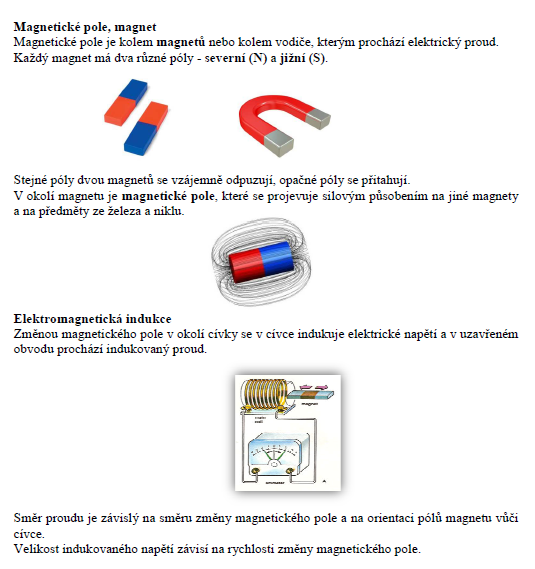 Magnetické pole, magnet
Magnetické pole je kolem magnetů nebo kolem vodiče, kterým prochází elektrický proud.
Každý magnet má dva různé póly - severní (N) a jižní (S).
Stejné póly dvou magnetů se vzájemně odpuzují, opačné póly se přitahují.
V okolí magnetu je magnetické pole, které se projevuje silovým působením na jiné magnety
a na předměty ze železa a niklu.
Elektromagnetická indukce
Změnou magnetického pole v okolí cívky se v cívce indukuje elektrické napětí a v uzavřeném
obvodu prochází indukovaný proud.
magnet
Směr proudu je závislý na směru změny magnetického pole a na orientaci pólů magnetu vůči
cívce.
Velikost indukovaného napětí závisí na rychlosti změny magnetického pole.